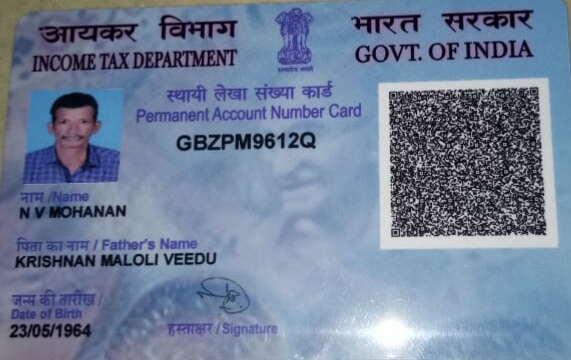 आयकर विभाग
INCOME TAX DEPARTMENT
सत्यमेव जयते
भारत सरकार
GOVT. OF INDIA
स्थायी लेखा संख्या कार्ड
Permanent Account Number Card
GBZPM9612Q
नाम /Name
N V MOHANAN
पिता का नाम / Father's Name
KRISHNAN MALOLI VEEDU
जन्म की तारीख /
Date of Birth
23/05/1964
हस्ताक्षर /Signature